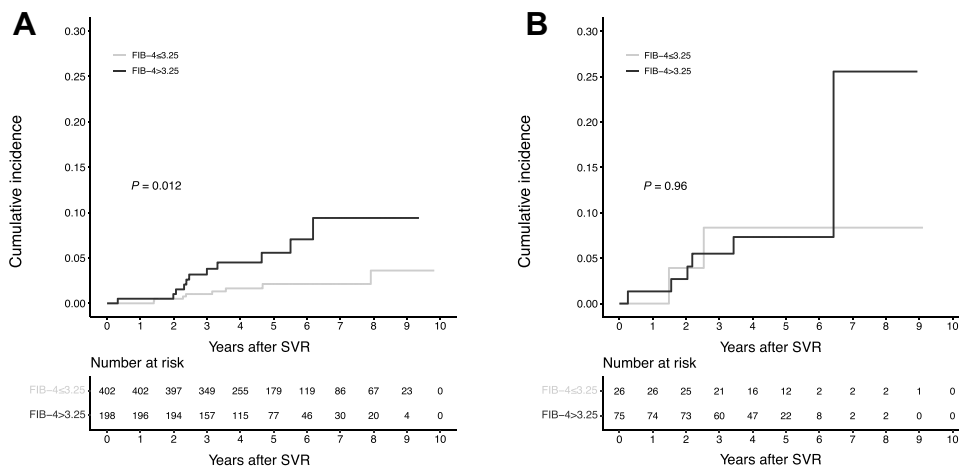 A
0.30
0.25
0.20
0.15
0.10
0.05
0.00
Cumulative incidence
FIB−4≤3.25
FIB−4>3.25
P = 0.012
0 1 2 3 4 5 6 7 8 9 10
Years after SVR
Number at risk
FIB−4≤3.25 402 402 397 349 255 179 119 86 67 23 0
FIB−4>3.25 198 196 194 157 115 77 46 30 20 4 0
0 1 2 3 4 5 6 7 8 9 10
Years after SVR
B
0.30
0.25
0.20
0.15
0.10
0.05
0.00
Cumulative incidence
FIB−4≤3.25
FIB−4>3.25
P = 0.96
0 1 2 3 4 5 6 7 8 9 10
Years after SVR
Number at risk
FIB−4≤3.25 26 26 25 21 16 12 2 2 2 1 0
FIB−4>3.25 75 74 73 60 47 22 8 2 2 0 0
0 1 2 3 4 5 6 7 8 9 10
Years after SVR